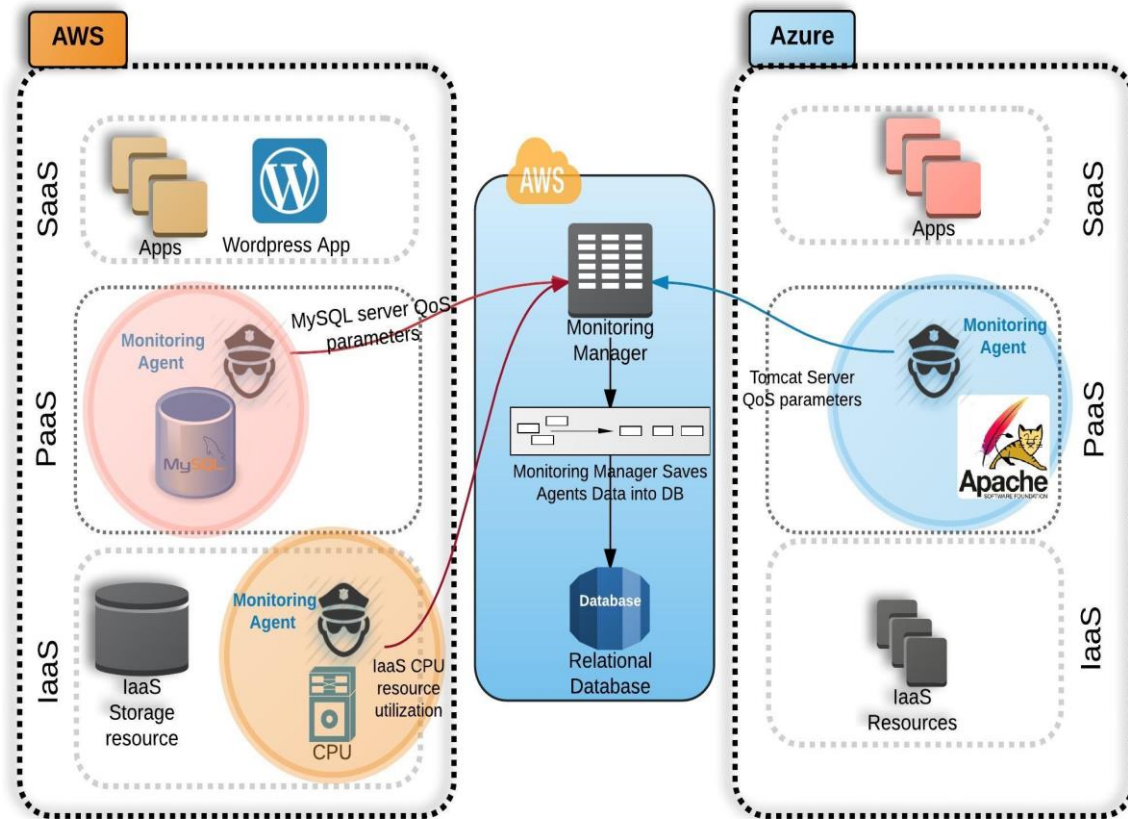 AWS
Azure
SaaS
Apps
Wordpress App
PaaS
Monitoring
Agent
MySQL
MySQL server QoS
parameters
IaaS
IaaS
Storage
resource
Monitoring
Agent
CPU
IaaS CPU
resource
utilization
AWS
Monitoring
Manager
Monitoring Manager Saves
Agents Data into DB
Database
Relational
Database
SaaS
Apps
PaaS
Monitoring
Agent
Tomcat Server
QoS parameters
Apache
SOFTWARE FOUNDATION
IaaS
IaaS
Resources